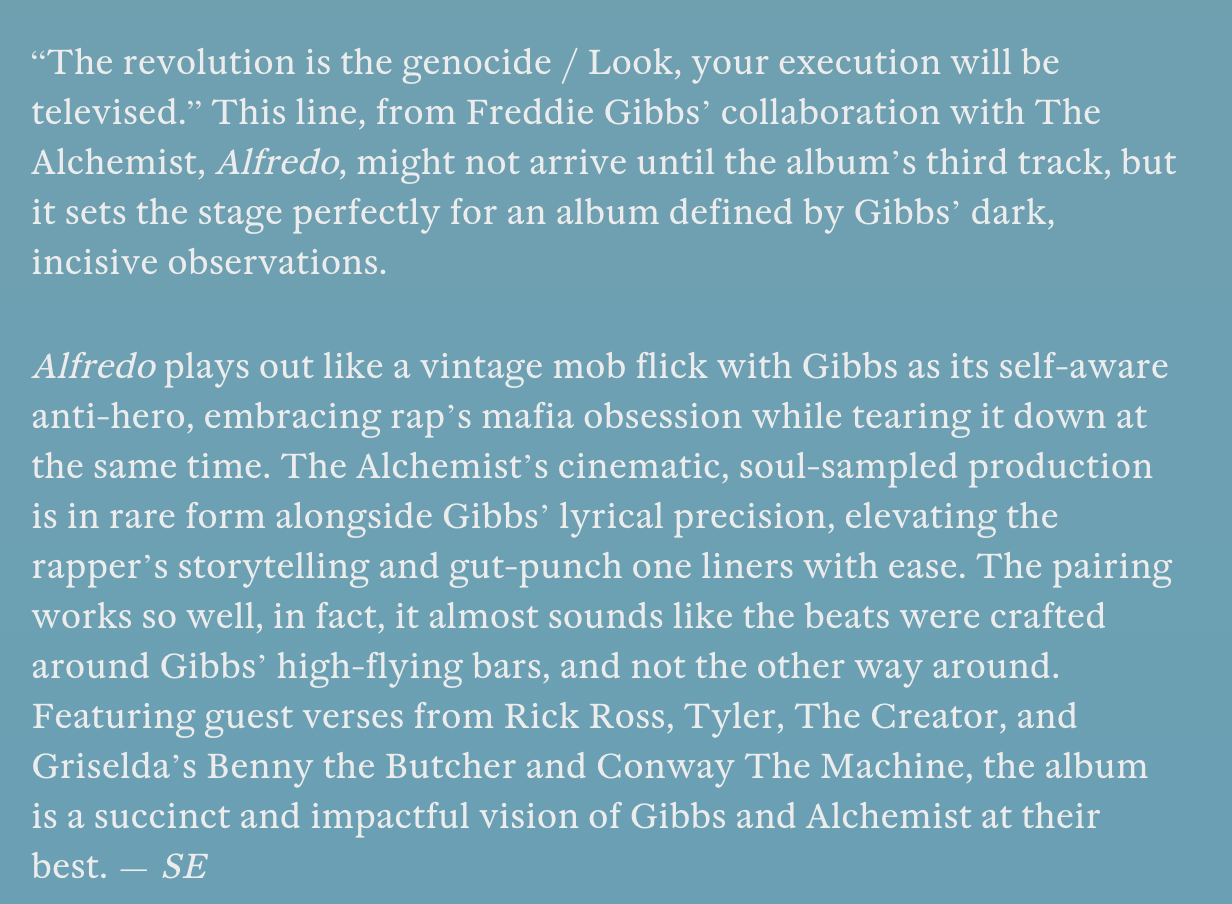 “The revolution is the genocide / Look, your execution will be
televised.” This line, from Freddie Gibbs’ collaboration with The
Alchemist, Alfredo, might not arrive until the album’s third track, but
it sets the stage perfectly for an album defined by Gibbs’ dark,
incisive observations.
Alfredo plays out like a vintage mob flick with Gibbs as its self-aware
anti-hero, embracing rap’s mafia obsession while tearing it down at
the same time. The Alchemist’s cinematic, soul-sampled production
is in rare form alongside Gibbs’ lyrical precision, elevating the
rapper’s storytelling and gut-punch one liners with ease. The pairing
works so well, in fact, it almost sounds like the beats were crafted
around Gibbs’ high-flying bars, and not the other way around.
Featuring guest verses from Rick Ross, Tyler, The Creator, and
Griselda’s Benny the Butcher and Conway The Machine, the album
is a succinct and impactful vision of Gibbs and Alchemist at their
best. — SE